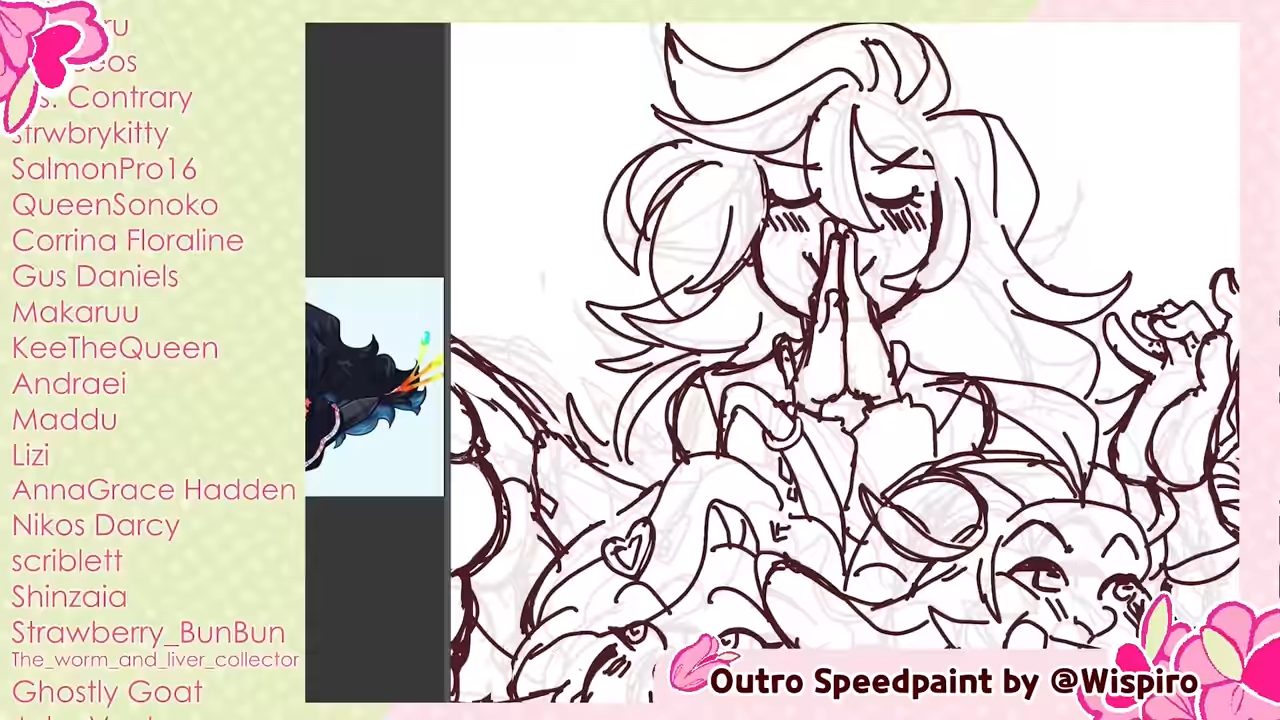 Contrary
strwbrykitty
SalmonPro16
QueenSonoko
Corrina Floraline
Gus Daniels
Makaruu
KeeTheQueen
Andraei
Maddu
Lizi
AnnaGrace Hadden
Nikos Darcy
scriblett
Shinzaia
Strawberry_BunBun
The_worm_and_liver_collector
Ghostly Goat
Outro Speedpaint by @Wispiro